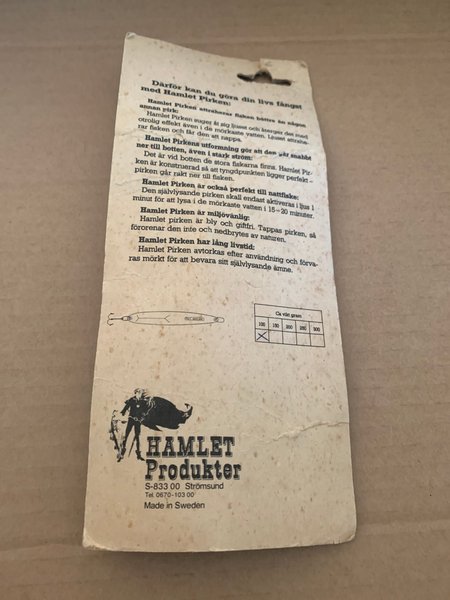 Därför kan du göra din livs fångst
med Hamlet Pirken:
Hamlet Pirken attraherar fisken bättre än någon
annan pirk:
Hamlet Pirken suger åt sig ljuset och återger det med
otrolig effekt även i de mörkaste vatten. Ljuset attrahe-
rar fisken och får den att nappa.
Hamlet Pirkens utformning gör att den går snabbt
ner till botten, även i stark ström:
Det är vid botten de stora fiskarna finns. Hamlet Pir-
ken är konstruerad så att tyngdpunkten ligger perfekt –
pirken går rakt ner till fisken.
Hamlet Pirken är också perfekt till nattfiske:
Den självlysande pirken skall endast aktiveras i ljus 1
minut för att lysa i de mörkaste vatten i 15–20 minuter.
Hamlet Pirken är miljövänlig:
Hamlet pirken är bly och giftfri. Tappas pirken, så
förorenar den inte och nedbrytes av naturen.
Hamlet Pirken har lång livstid:
Hamlet Pirken avtorkas efter användning och förva-
ras mörkt för att bevara sitt självlysande ämne.
Ca vikt gram
100 150 200 250 300
HAMLET
Produkter
S-833 00 Strömsund
Tel. 0670-103 00
Made in Sweden